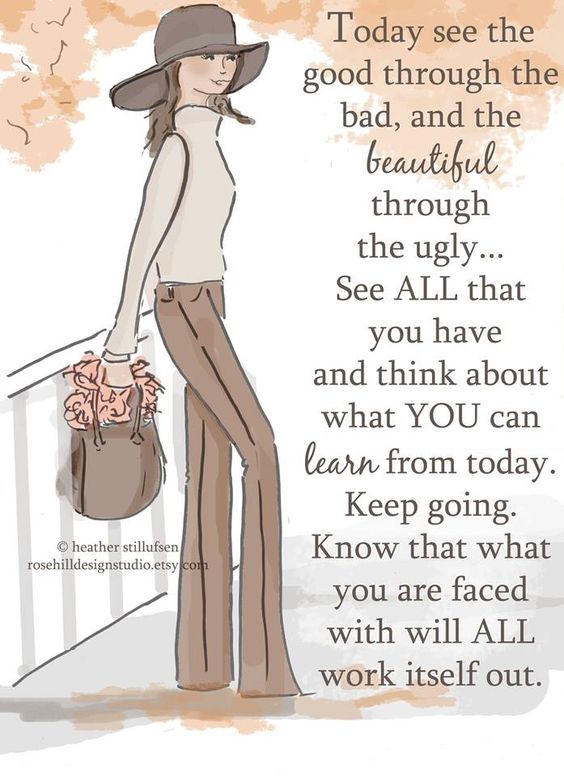 Today see the
good through the
bad, and the
beautiful
through
the ugly...
See ALL that
you have
and think about
what YOU can
learn from today.
Keep going.
Know that what
you are faced
with will ALL
work itself out.
© heather stillufsen
rosehilldesignstudio.etsy.com